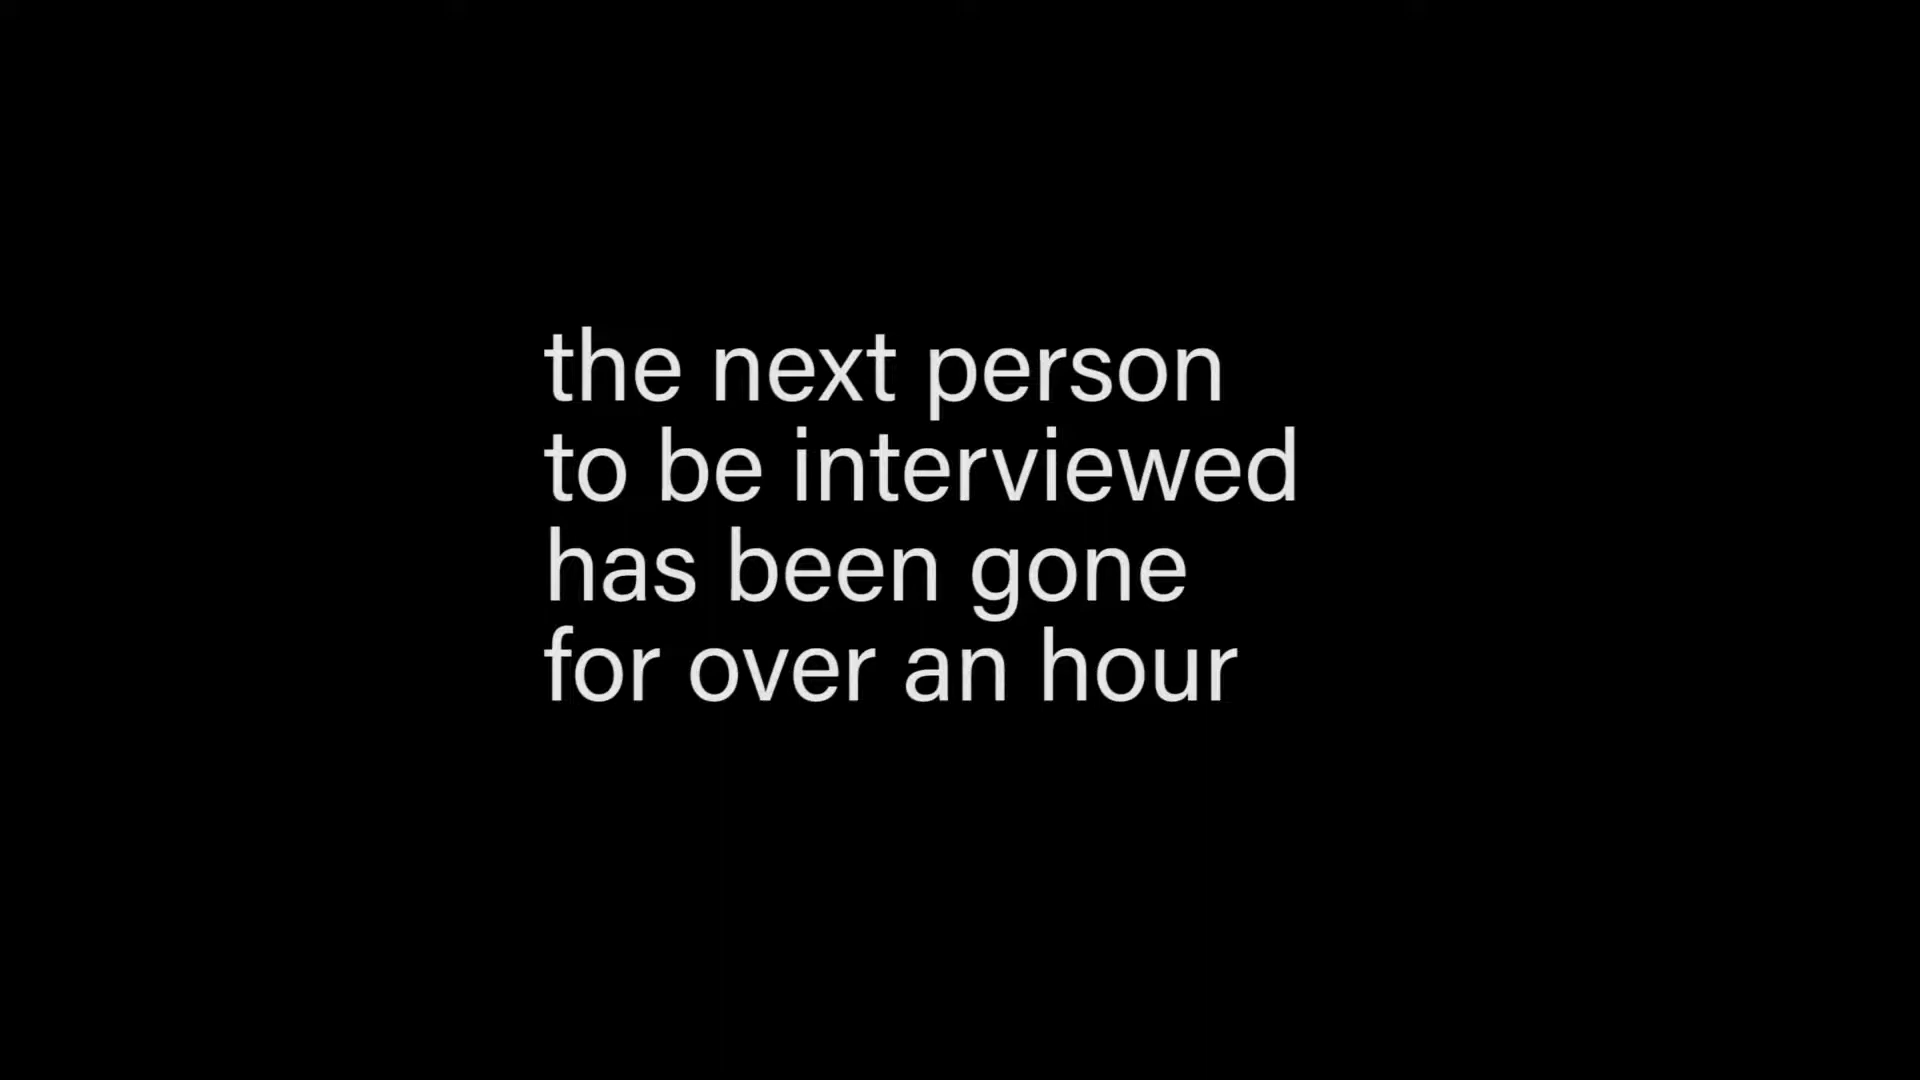 the next person
to be interviewed
has been gone
for over an hour